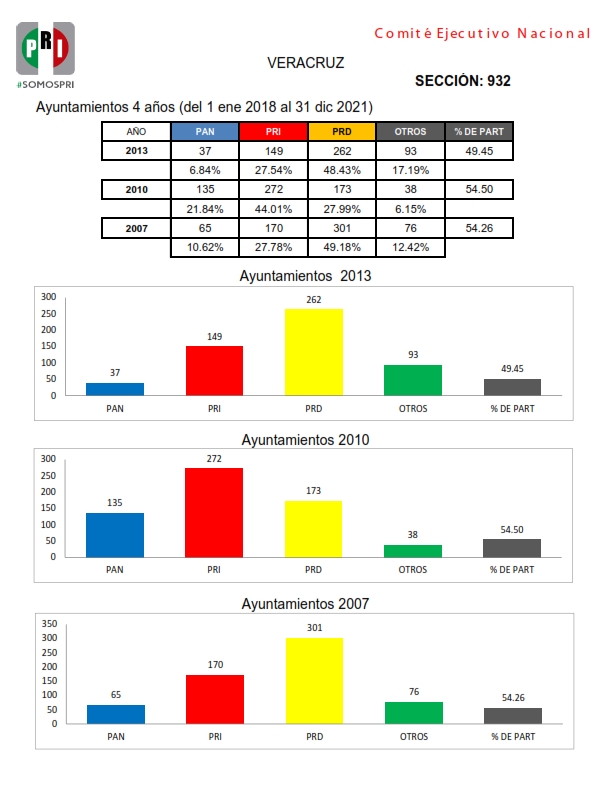 Comité Ejecutivo Nacional
PRI
#SOMOSPRI
VERACRUZ
SECCIÓN: 932
Ayuntamientos 4 años (del 1 ene 2018 al 31 dic 2021)
AÑO PAN PRI PRD OTROS % DE PART
2013 37 149 262 93 49.45
6.84% 27.54% 48.43% 17.19%
2010 135 272 173 38 54.50
21.84% 44.01% 27.99% 6.15%
2007 65 170 301 76 54.26
10.62% 27.78% 49.18% 12.42%
Ayuntamientos 2013
300
250
200
150
100
50
0
37 149 262 93 49.45
PAN PRI PRD OTROS % DE PART
Ayuntamientos 2010
300
250
200
150
100
50
0
135 272 173 38 54.50
PAN PRI PRD OTROS % DE PART
Ayuntamientos 2007
350
300
250
200
150
100
50
0
65 170 301 76 54.26
PAN PRI PRD OTROS % DE PART